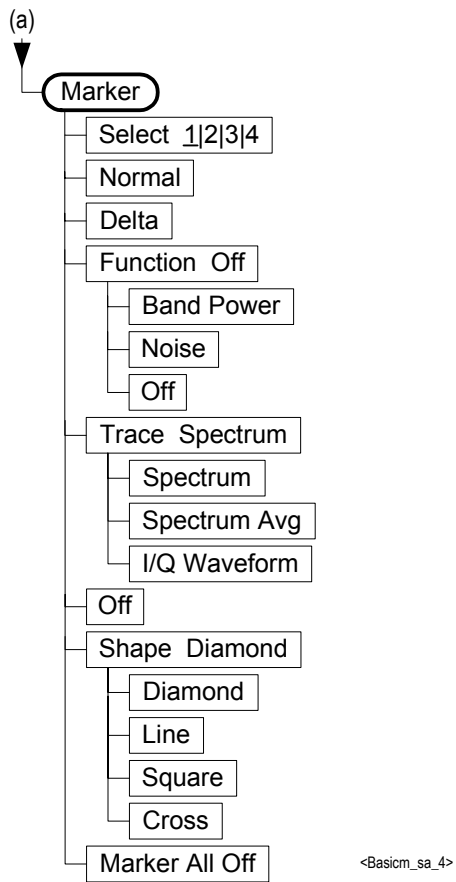 (a)
Marker
Select 1|2|3|4
Normal
Delta
Function Off
Band Power
Noise
Off
Trace Spectrum
Spectrum
Spectrum Avg
I/Q Waveform
Off
Shape Diamond
Diamond
Line
Square
Cross
Marker All Off
<Basicm_sa_4>